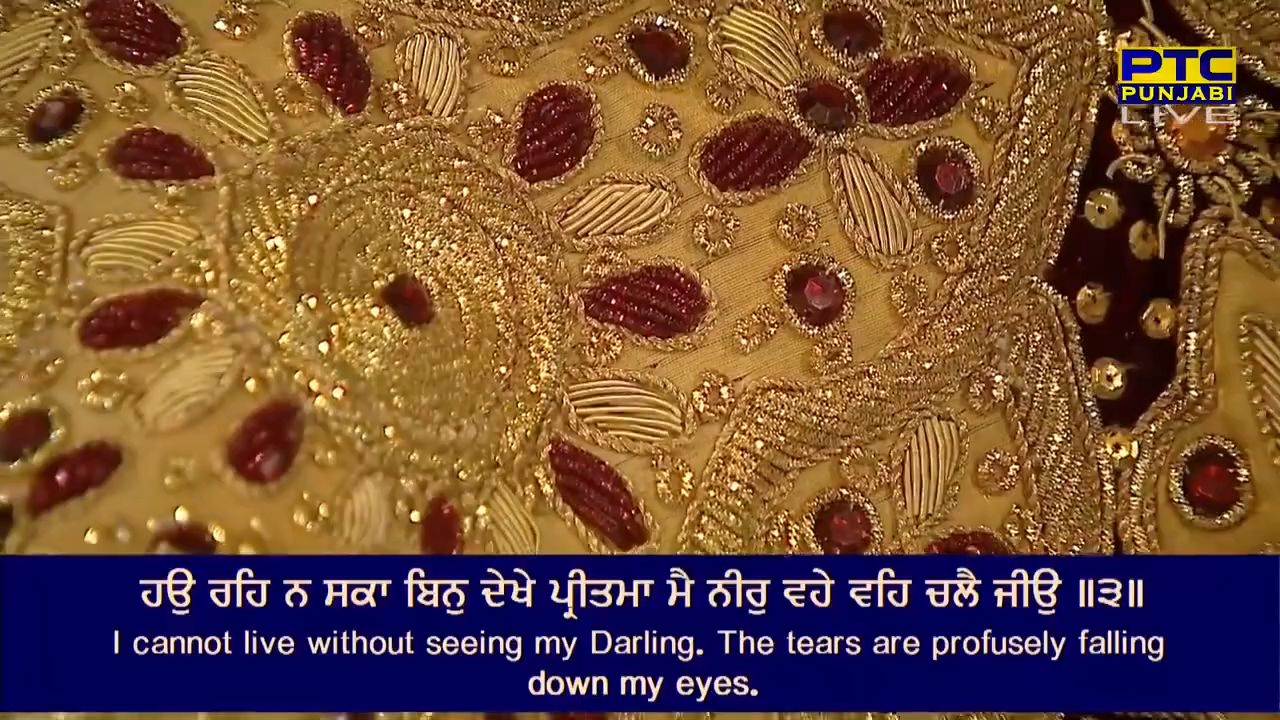 PTC
PUNJABI
LIVE
ਹਉ ਰਹਿ ਨ ਸਕਾ ਬਿਨੁ ਦੇਖੇ ਪ੍ਰੀਤਮਾ ਮੈ ਨੀਰੁ ਵਹੇ ਵਹਿ ਚਲੈ ਜੀਉ ॥੩॥
I cannot live without seeing my Darling. The tears are profusely falling
down my eyes.